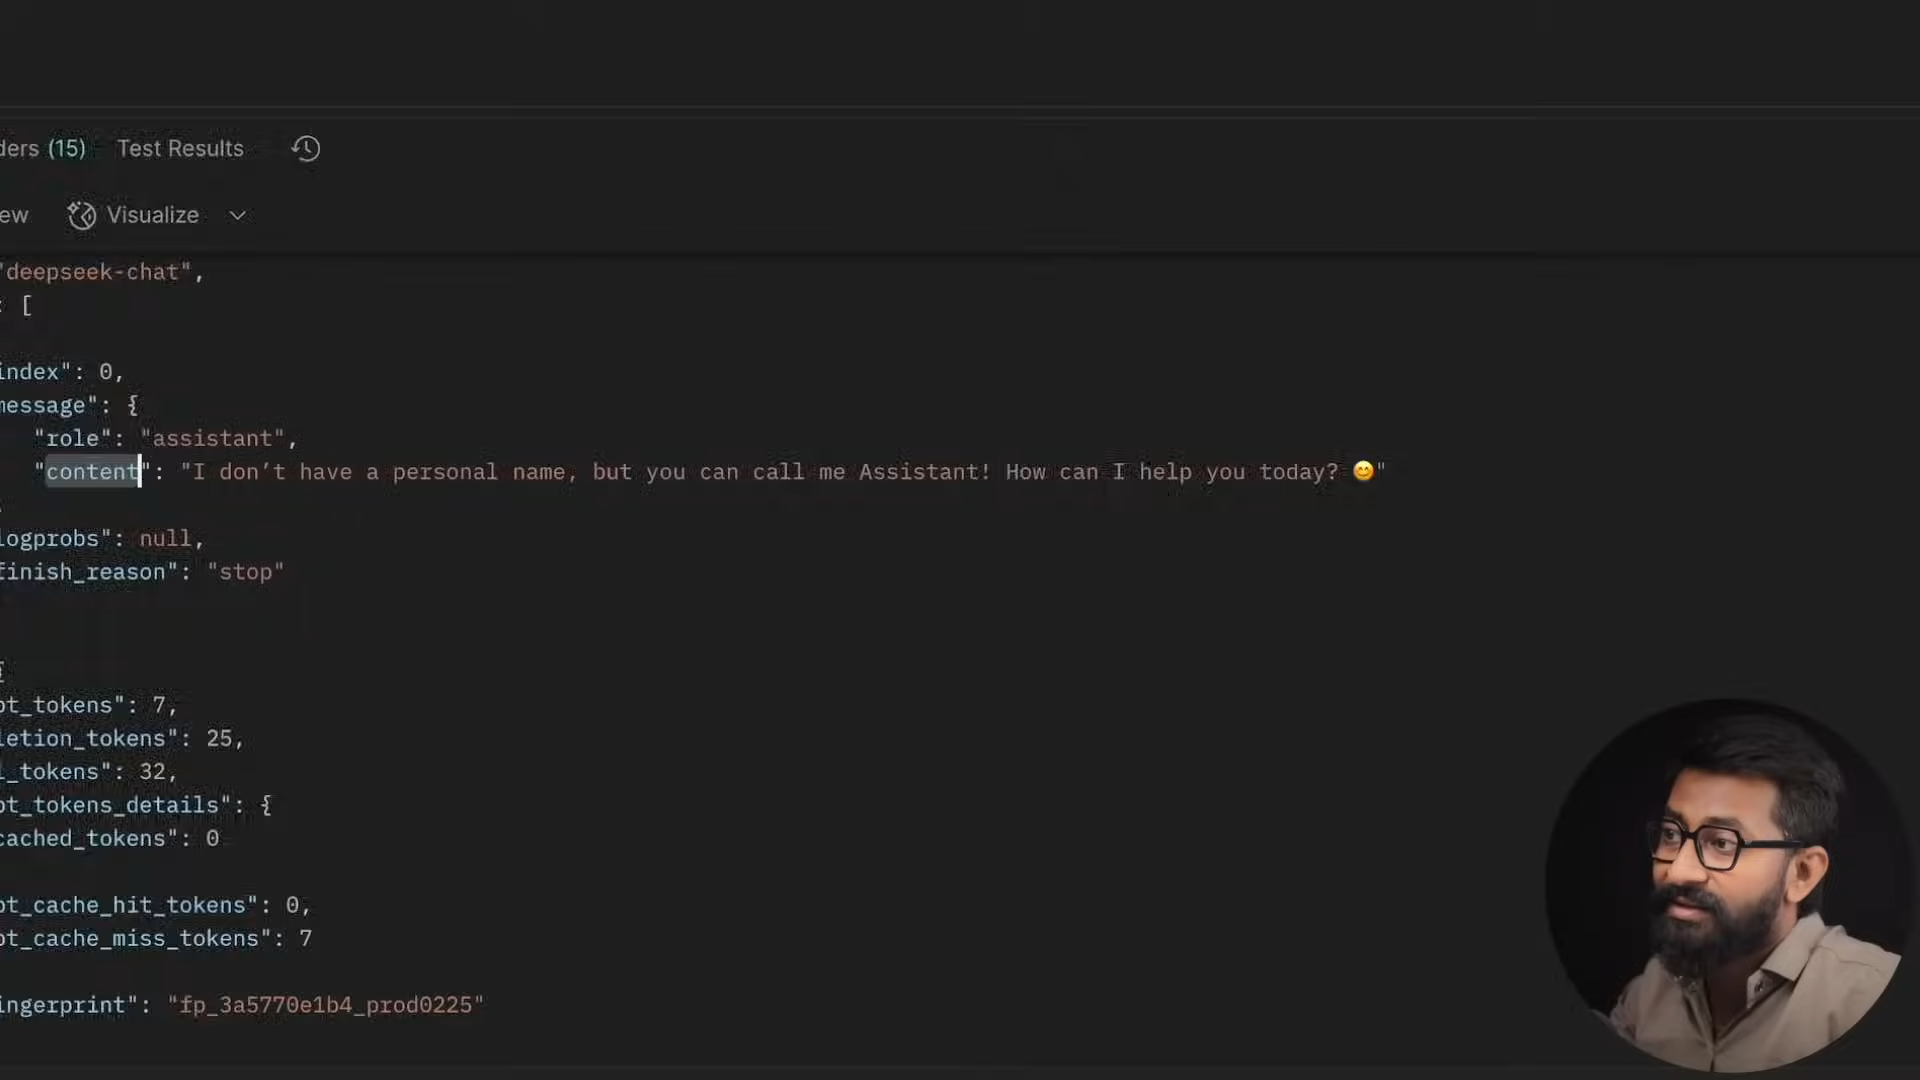 ders (15) Test Results
ew Visualize
"deepseek-chat",
: [
index": 0,
message": {
"role": "assistant",
"content": "I don’t have a personal name, but you can call me Assistant! How can I help you today? 😊"
logprobs": null,
finish_reason": "stop"
{
pt_tokens": 7,
letion_tokens": 25,
l_tokens": 32,
pt_tokens_details": {
cached_tokens": 0
pt_cache_hit_tokens": 0,
pt_cache_miss_tokens": 7
ingerprint": "fp_3a5770e1b4_prod0225"